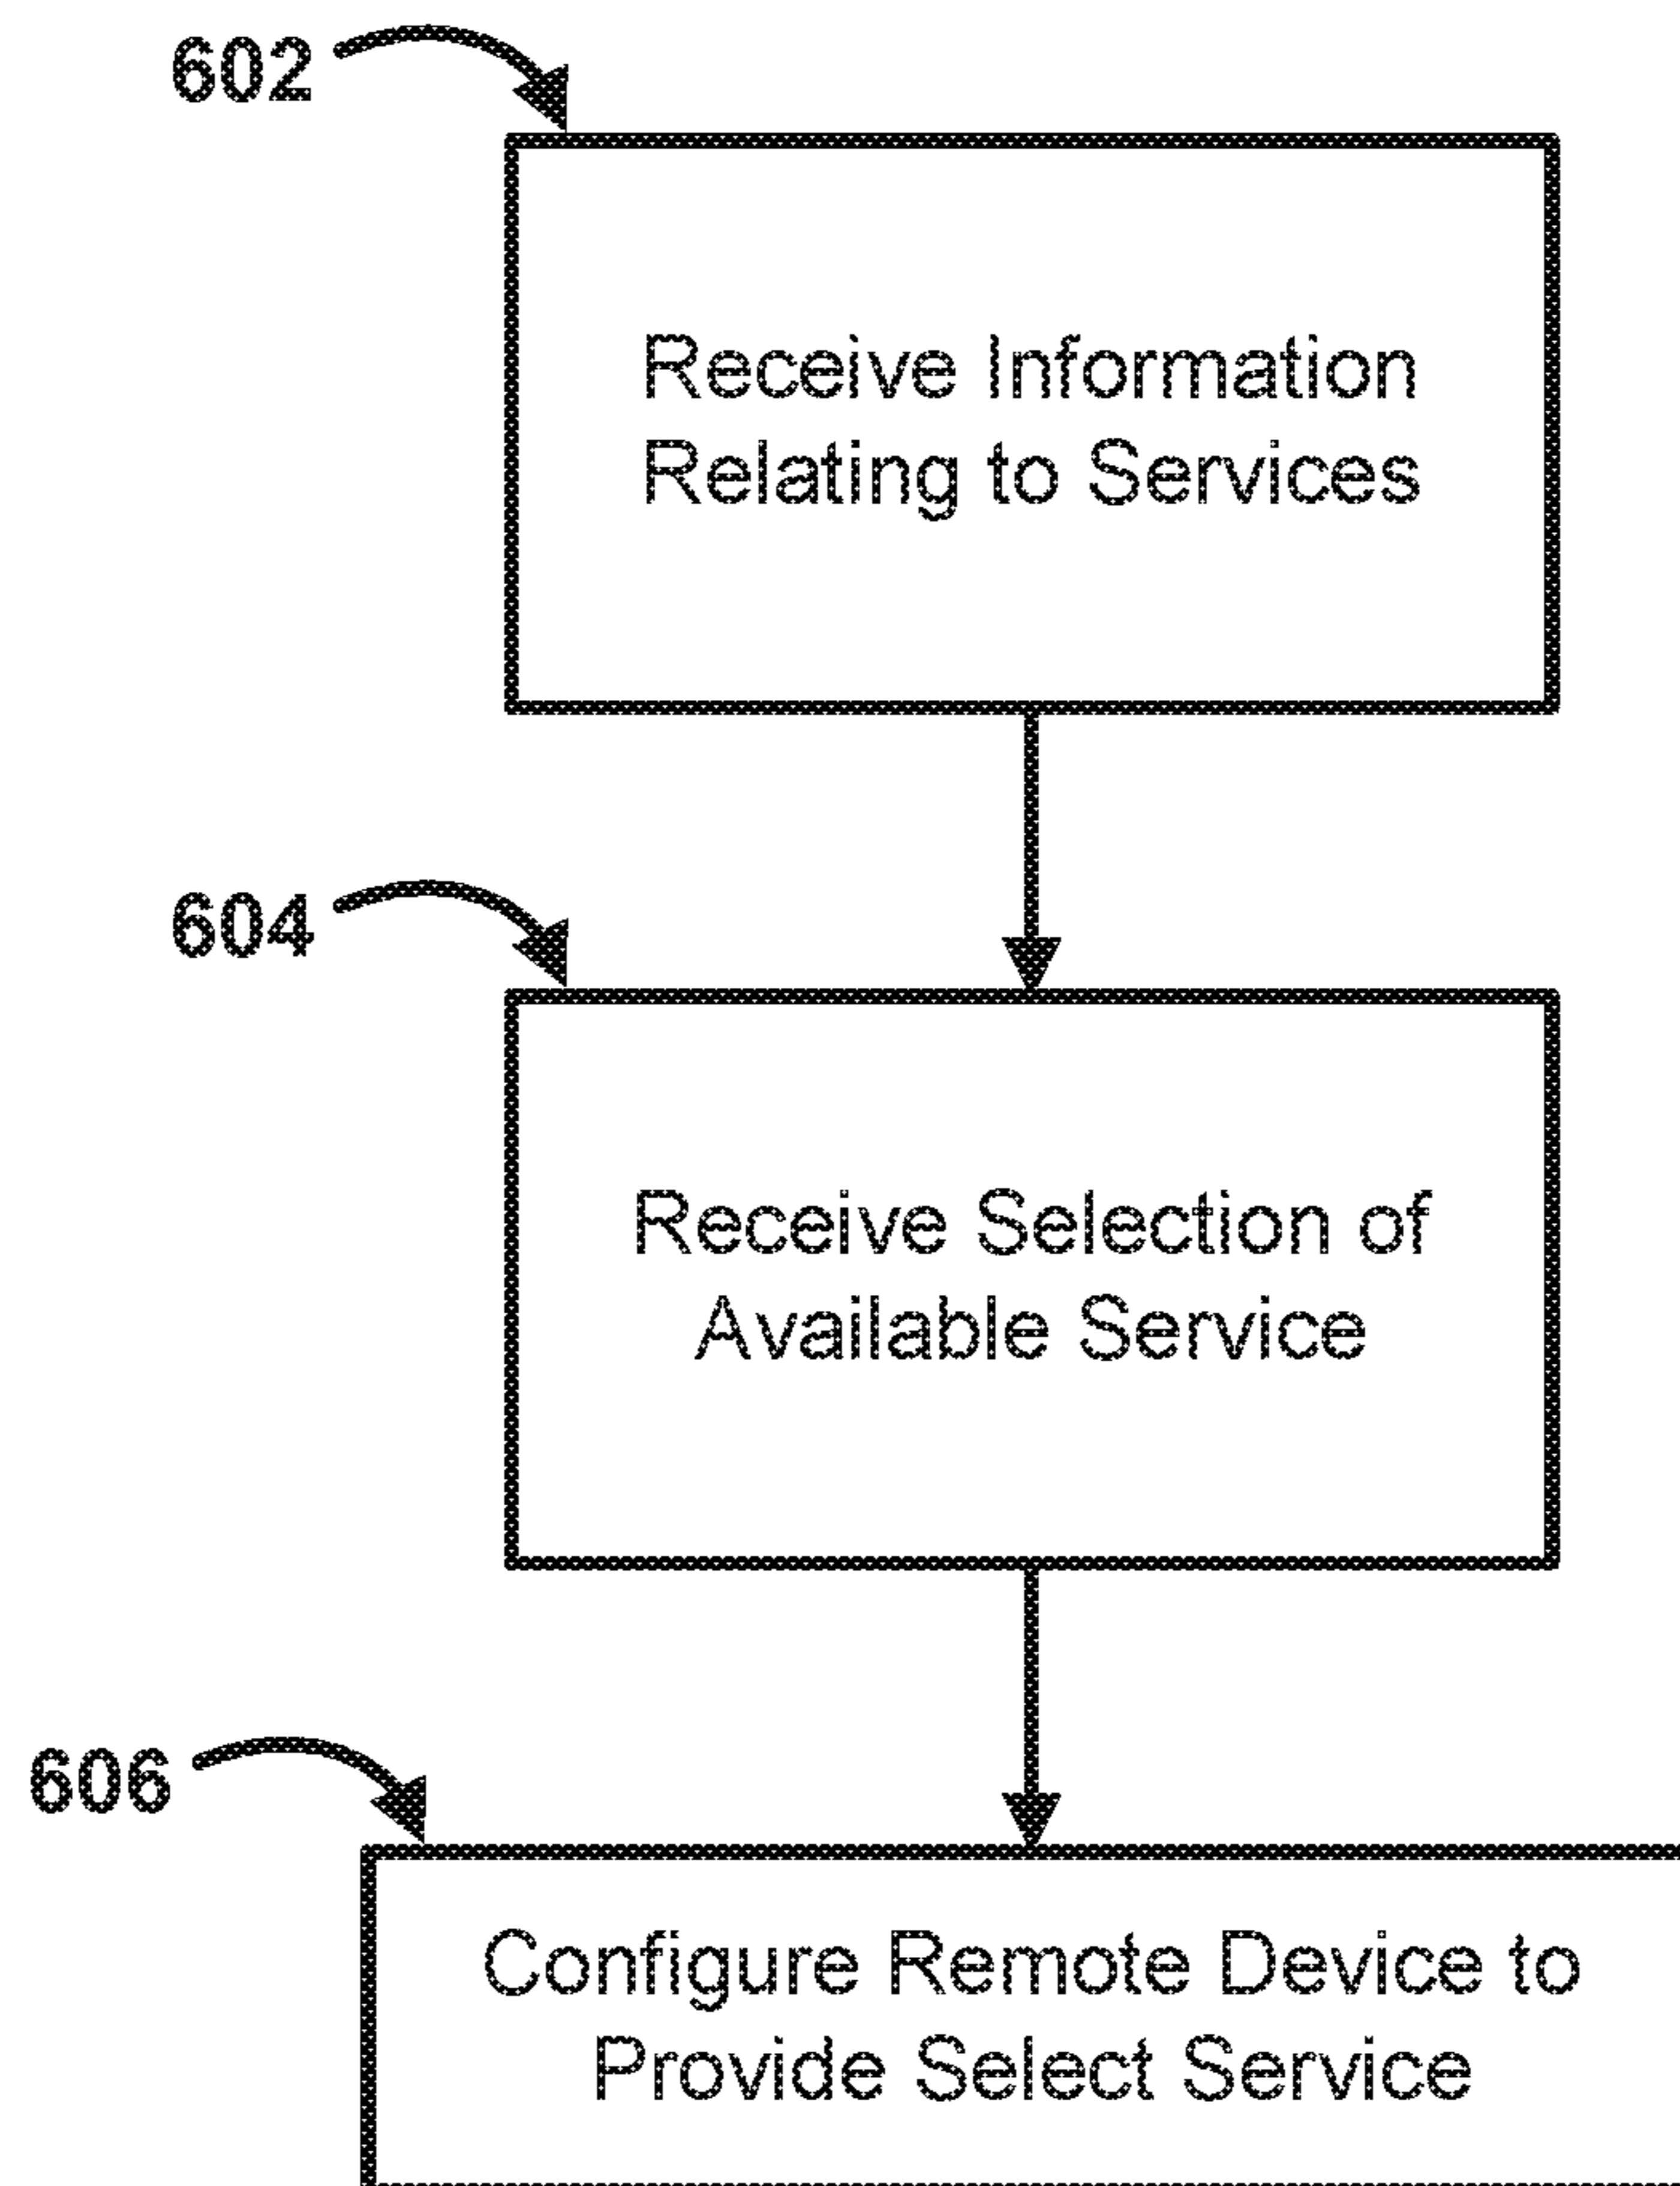 602
Receive Information
Relating to Services
604
Receive Selection of
Available Service
606
Configure Remote Device to
Provide Select Service